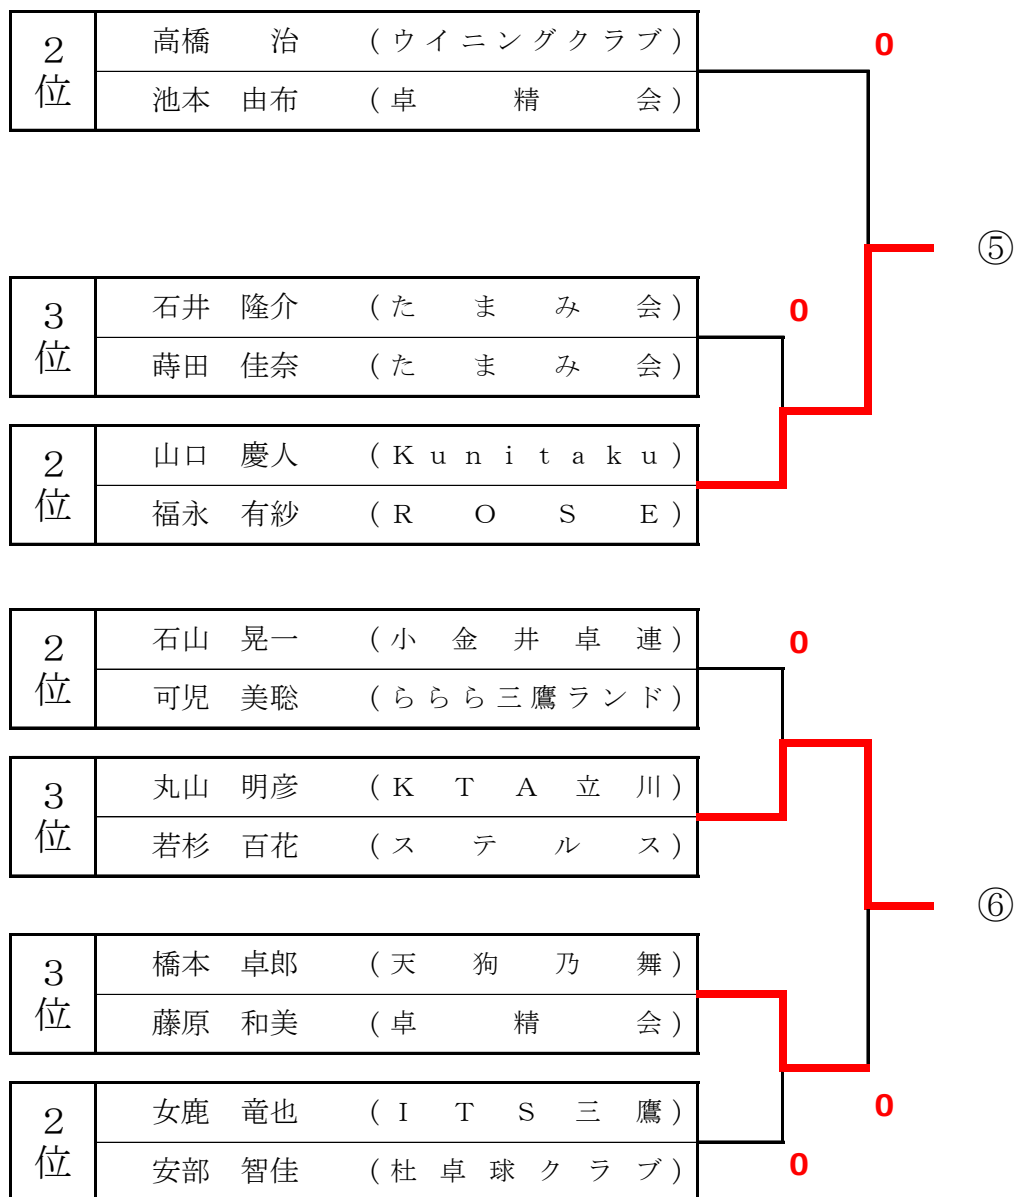 2位
高橋　治　(ウイニングクラブ)
0
池本　由布　(卓精会)
⑤
3位
石井　隆介　(たまみ会)
0
蒔田　佳奈　(たまみ会)
2位
山口　慶人　(Kunitaku)
福永　有紗　(ROSE)
2位
石山　晃一　(小金井卓連)
0
可児　美聡　(ららら三鷹ランド)
3位
丸山　明彦　(KTA立川)
若杉　百花　(ステルス)
⑥
3位
橋本　卓郎　(天狗乃舞)
藤原　和美　(卓精会)
2位
女鹿　竜也　(ITS三鷹)
0
安部　智佳　(杜卓球クラブ)
0